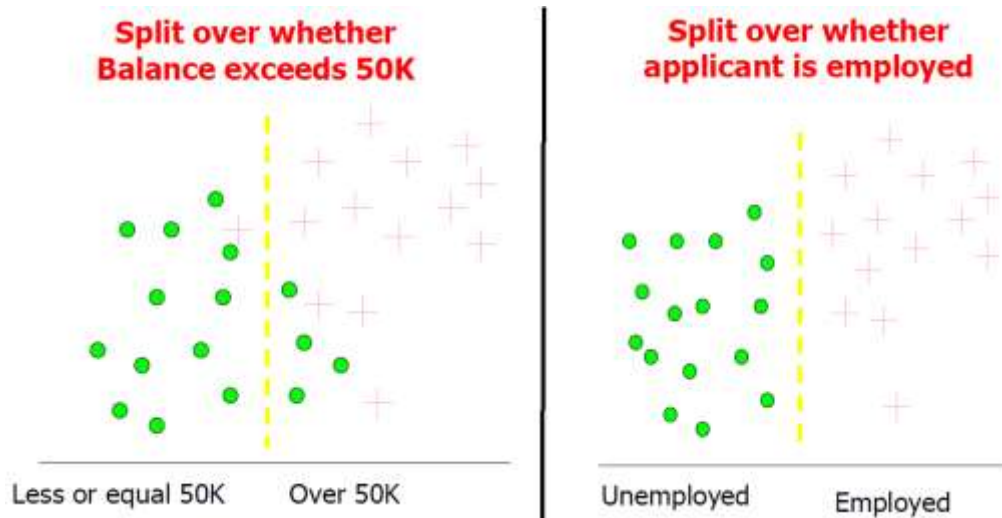 Split over whether
Balance exceeds 50K
Less or equal 50K
Over 50K
Split over whether
applicant is employed
Unemployed
Employed